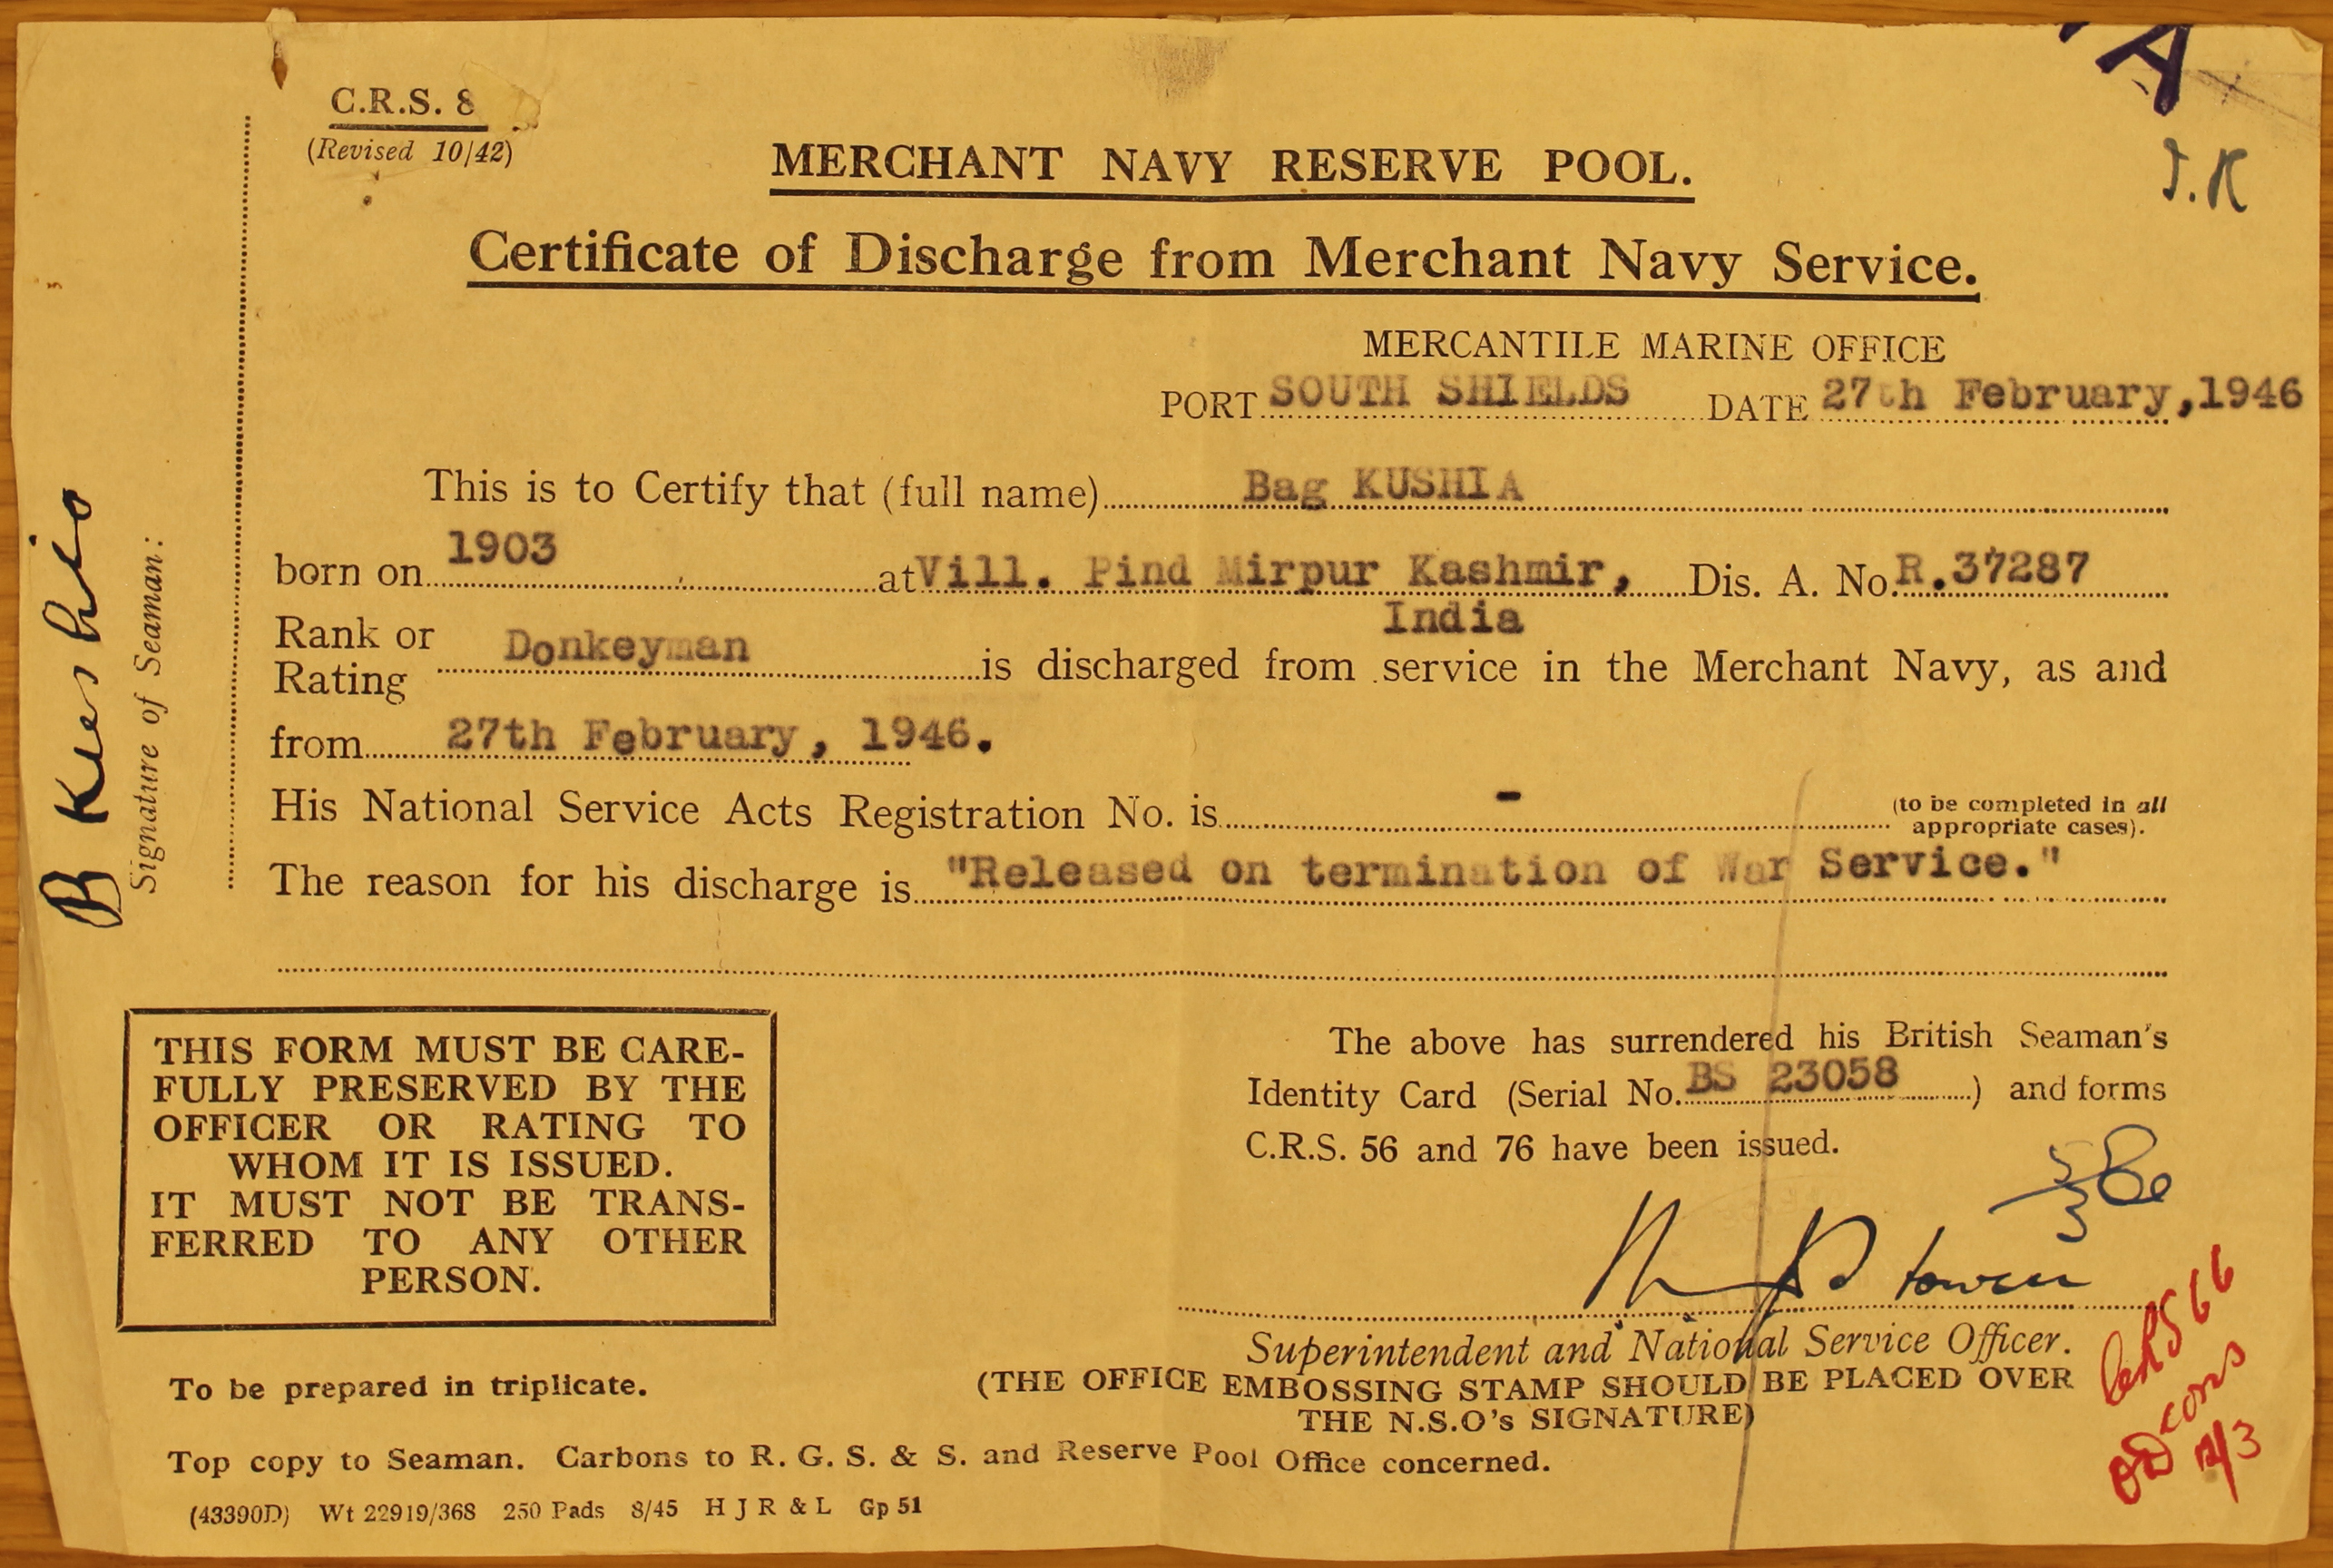 A
J.K
C.R.S. 8
(Revised 10/42)
MERCHANT NAVY RESERVE POOL.
Certificate of Discharge from Merchant Navy Service.
MERCANTILE MARINE OFFICE
PORT SOUTH SHIELDS DATE 27th February, 1946
This is to Certify that (full name) Bag KUSHIA
born on 1903 at Vill. Pind Mirpur Kashmir, Dis. A. No. R.37287
India
Rank or
Rating Donkeyman is discharged from service in the Merchant Navy, as and
from 27th February, 1946.
His National Service Acts Registration No. is - (to be completed in all
appropriate cases).
The reason for his discharge is "Released on termination of War Service."
B Kushio
Signature of Seaman:
THIS FORM MUST BE CARE-
FULLY PRESERVED BY THE
OFFICER OR RATING TO
WHOM IT IS ISSUED.
IT MUST NOT BE TRANS-
FERRED TO ANY OTHER
PERSON.
The above has surrendered his British Seaman's
Identity Card (Serial No. BS 23058) and forms
C.R.S. 56 and 76 have been issued.
Superintendent and National Service Officer.
(THE OFFICE EMBOSSING STAMP SHOULD BE PLACED OVER
THE N.S.O's SIGNATURE)
To be prepared in triplicate.
Top copy to Seaman. Carbons to R. G. S. & S. and Reserve Pool Office concerned.
(43390D) Wt 22919/368 250 Pads 8/45 H J R & L Gp 51